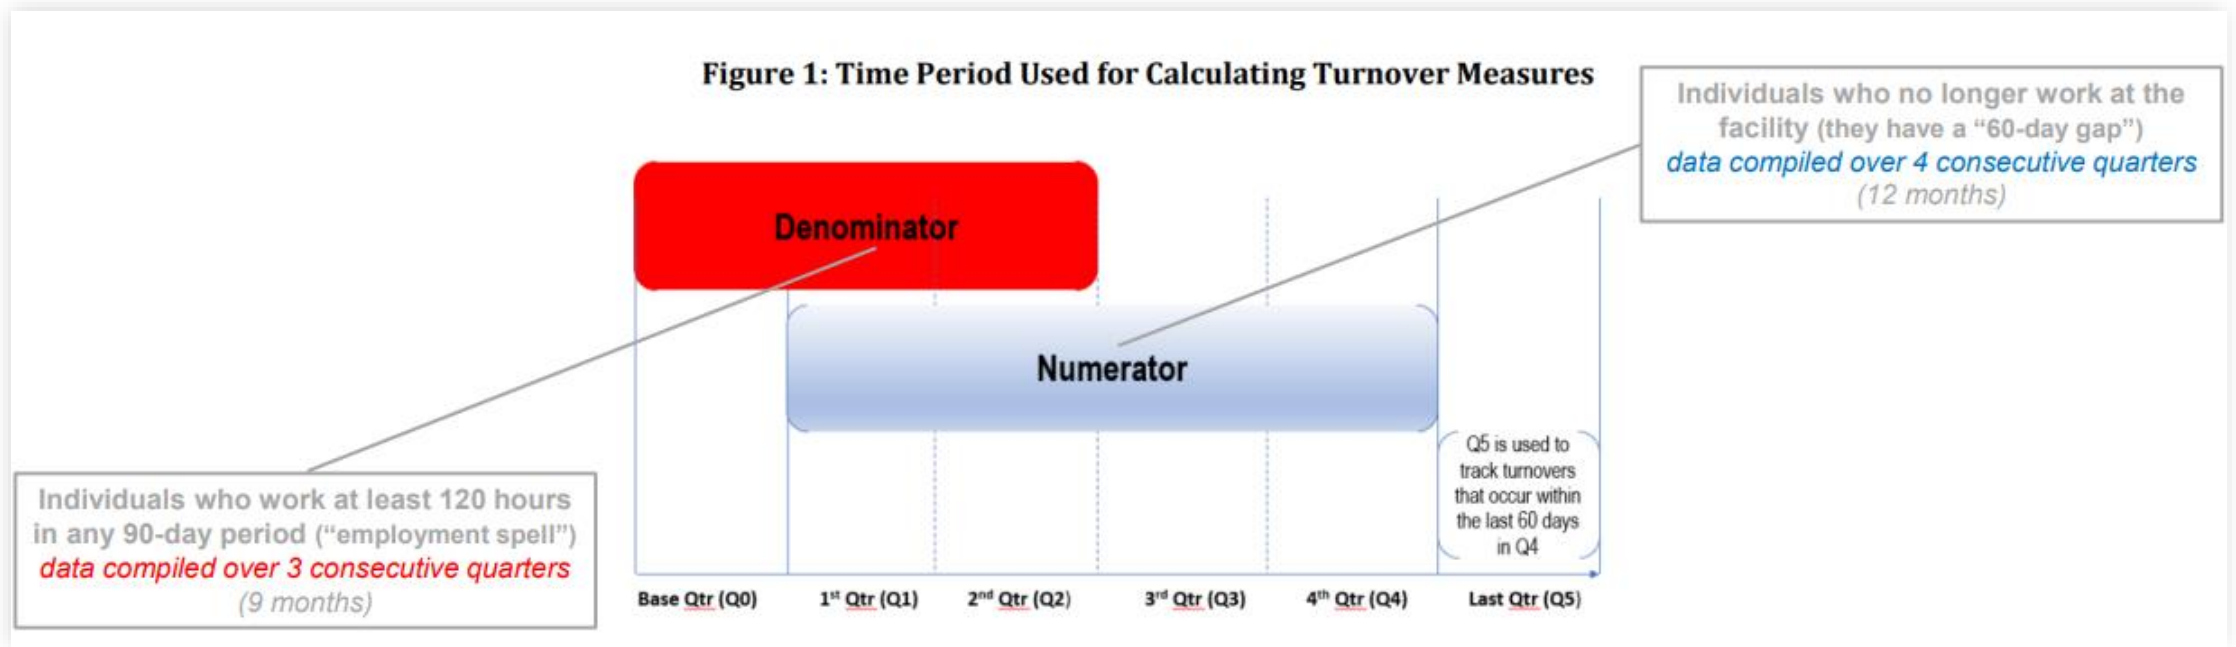 Figure 1: Time Period Used for Calculating Turnover Measures
Individuals who no longer work at the
facility (they have a “60-day gap”)
data compiled over 4 consecutive quarters
(12 months)
Denominator
Numerator
Q5 is used to
track turnovers
that occur within
the last 60 days
in Q4
Individuals who work at least 120 hours
in any 90-day period (“employment spell”)
data compiled over 3 consecutive quarters
(9 months)
Base Qtr (Q0) 1st Qtr (Q1) 2nd Qtr (Q2) 3rd Qtr (Q3) 4th Qtr (Q4) Last Qtr (Q5)